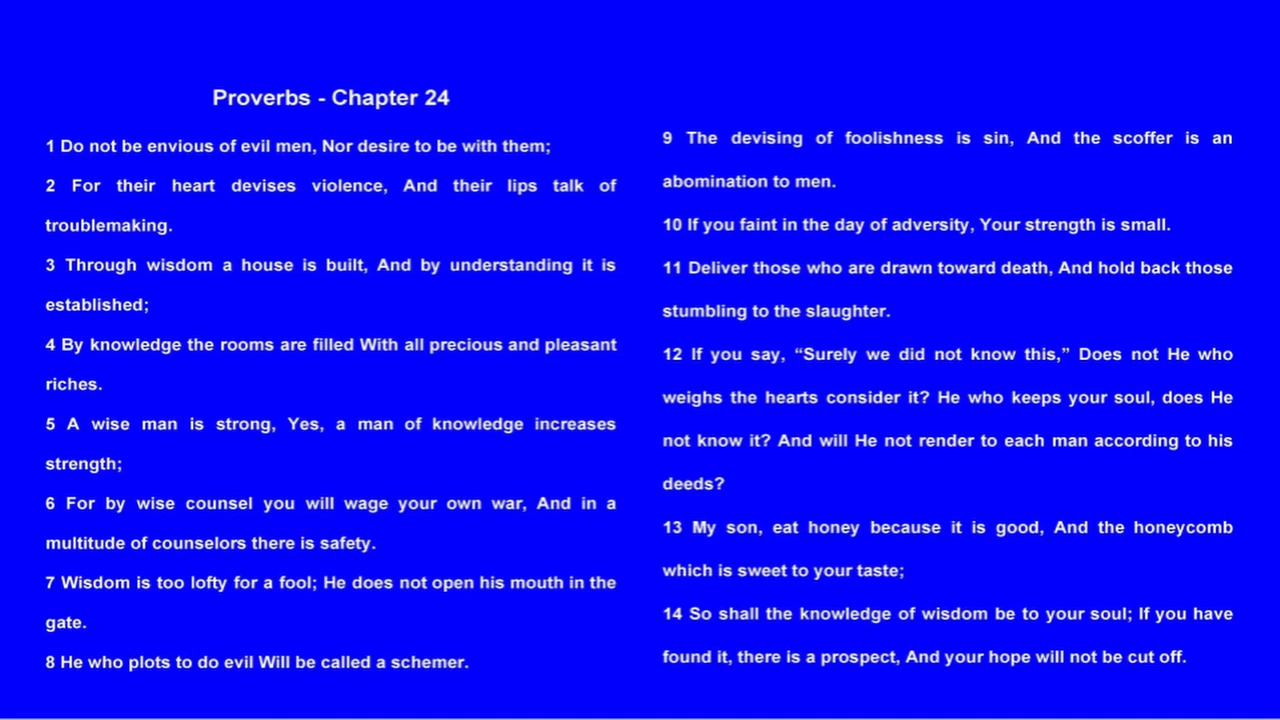 Proverbs - Chapter 24
1 Do not be envious of evil men, Nor desire to be with them;
2 For their heart devises violence, And their lips talk of
troublemaking.
3 Through wisdom a house is built, And by understanding it is
established;
4 By knowledge the rooms are filled With all precious and pleasant
riches.
5 A wise man is strong, Yes, a man of knowledge increases
strength;
6 For by wise counsel you will wage your own war, And in a
multitude of counselors there is safety.
7 Wisdom is too lofty for a fool; He does not open his mouth in the
gate.
8 He who plots to do evil Will be called a schemer.
9 The devising of foolishness is sin, And the scoffer is an
abomination to men.
10 If you faint in the day of adversity, Your strength is small.
11 Deliver those who are drawn toward death, And hold back those
stumbling to the slaughter.
12 If you say, “Surely we did not know this,” Does not He who
weighs the hearts consider it? He who keeps your soul, does He
not know it? And will He not render to each man according to his
deeds?
13 My son, eat honey because it is good, And the honeycomb
which is sweet to your taste;
14 So shall the knowledge of wisdom be to your soul; If you have
found it, there is a prospect, And your hope will not be cut off.